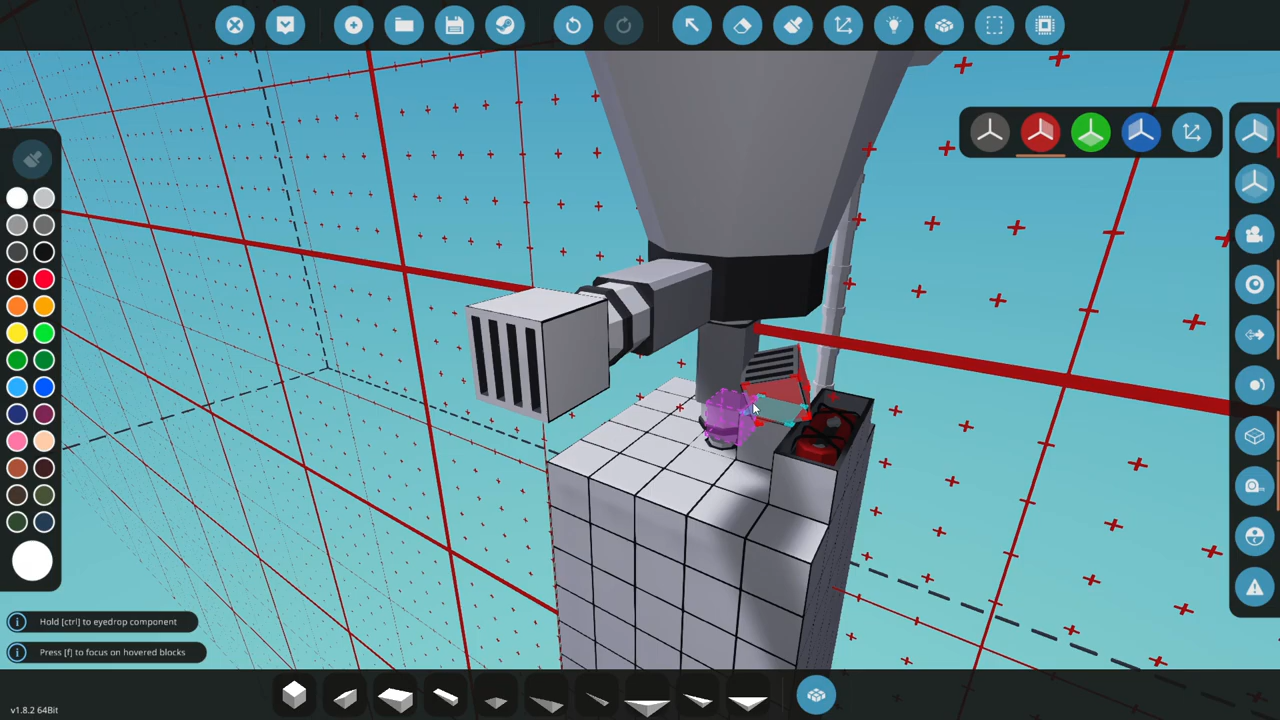 Hold [ctrl] to eyedrop component
Press [f] to focus on hovered blocks
v1.8.2 64Bit